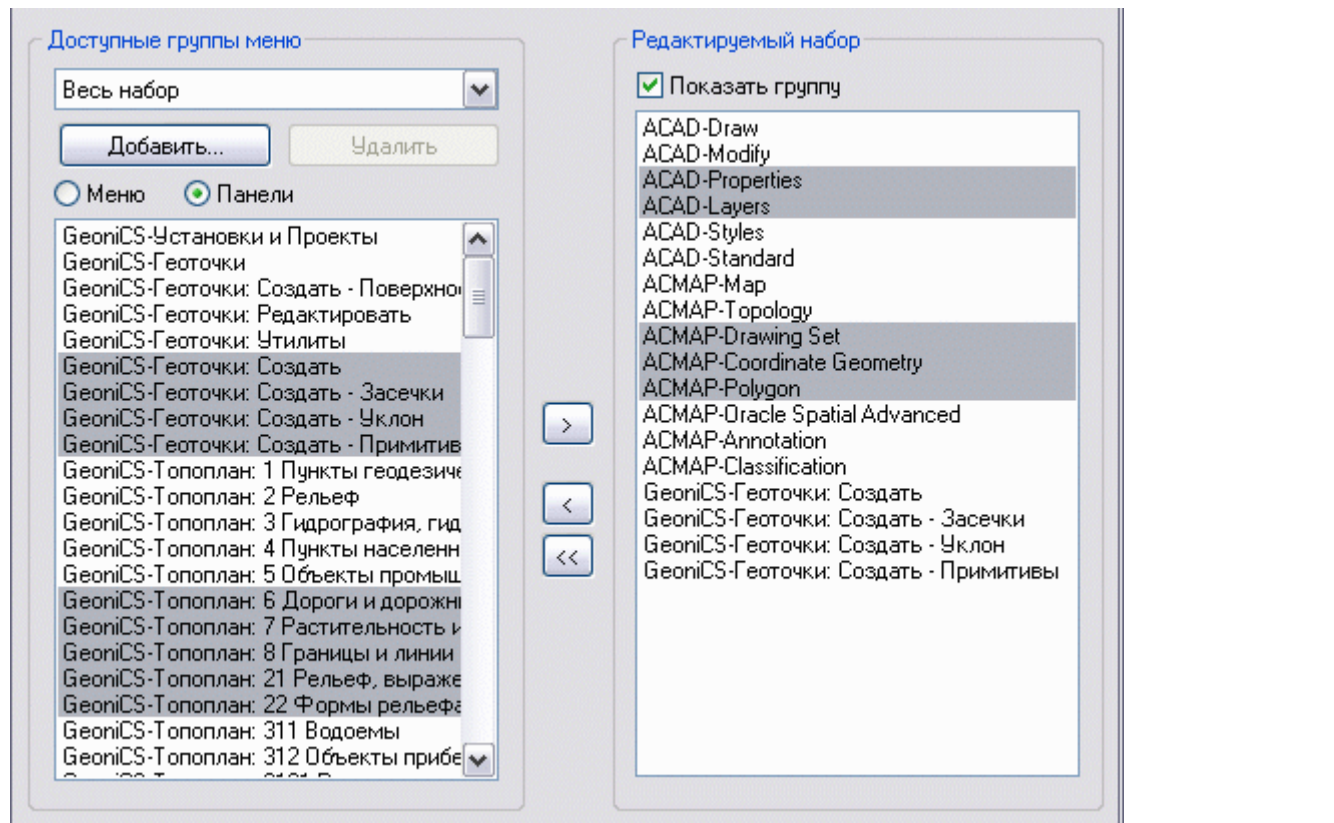 Доступные группы меню
Весь набор
Добавить...
Удалить
Меню
Панели
GeoniCS-Установки и Проекты
GeoniCS-Геоточки
GeoniCS-Геоточки: Создать - Поверхно
GeoniCS-Геоточки: Редактировать
GeoniCS-Геоточки: Утилиты
GeoniCS-Геоточки: Создать
GeoniCS-Геоточки: Создать - Засечки
GeoniCS-Геоточки: Создать - Уклон
GeoniCS-Геоточки: Создать - Примитив
GeoniCS-Топоплан: 1 Пункты геодезиче
GeoniCS-Топоплан: 2 Рельеф
GeoniCS-Топоплан: 3 Гидрография, гид
GeoniCS-Топоплан: 4 Пункты населенн
GeoniCS-Топоплан: 5 Объекты промыш
GeoniCS-Топоплан: 6 Дороги и дорожн
GeoniCS-Топоплан: 7 Растительность и
GeoniCS-Топоплан: 8 Границы и линии
GeoniCS-Топоплан: 21 Рельеф, выраже
GeoniCS-Топоплан: 22 Формы рельефа
GeoniCS-Топоплан: 311 Водоемы
GeoniCS-Топоплан: 312 Объекты прибе
>
<
<<
Редактируемый набор
Показать группу
ACAD-Draw
ACAD-Modify
ACAD-Properties
ACAD-Layers
ACAD-Styles
ACAD-Standard
ACMAP-Map
ACMAP-Topology
ACMAP-Drawing Set
ACMAP-Coordinate Geometry
ACMAP-Polygon
ACMAP-Oracle Spatial Advanced
ACMAP-Annotation
ACMAP-Classification
GeoniCS-Геоточки: Создать
GeoniCS-Геоточки: Создать - Засечки
GeoniCS-Геоточки: Создать - Уклон
GeoniCS-Геоточки: Создать - Примитивы